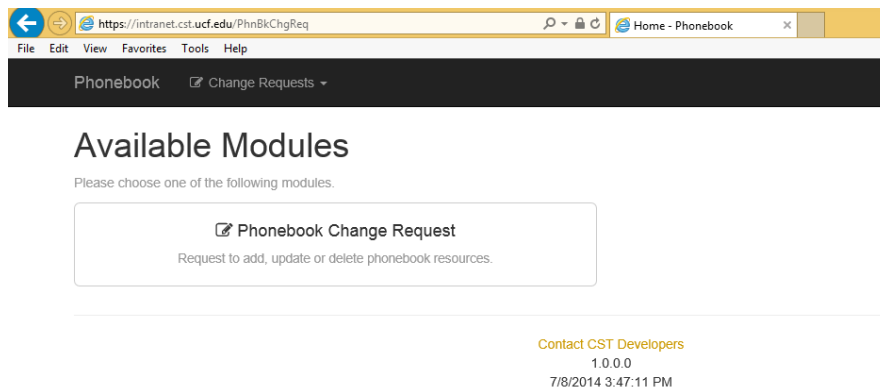 https://intranet.cst.ucf.edu/PhnBkChgReq
Home - Phonebook
File Edit View Favorites Tools Help
Phonebook Change Requests
Available Modules
Please choose one of the following modules.
Phonebook Change Request
Request to add, update or delete phonebook resources.
Contact CST Developers
1.0.0.0
7/8/2014 3:47:11 PM